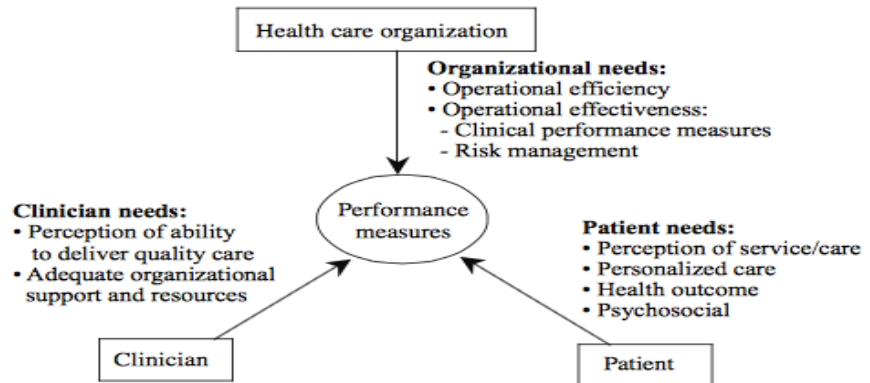 Health care organization
Organizational needs:
• Operational efficiency
• Operational effectiveness:
- Clinical performance measures
- Risk management
Performance
measures
Clinician needs:
• Perception of ability
to deliver quality care
• Adequate organizational
support and resources
Patient needs:
• Perception of service/care
• Personalized care
• Health outcome
• Psychosocial
Clinician
Patient